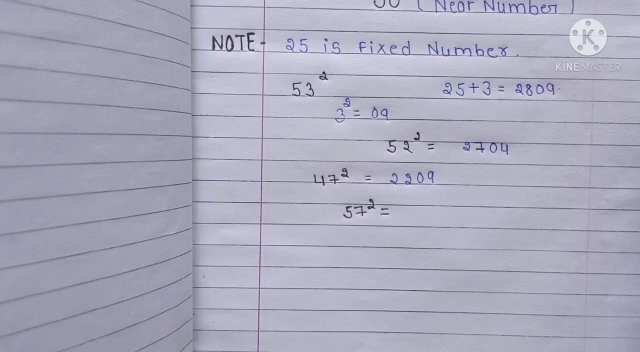 50 ( Near Number )
NOTE- 25 is Fixed Number.
53² 25+3 = 2809
3² = 09
52² = 2704
47² = 2209
57² =
KINEMASTER